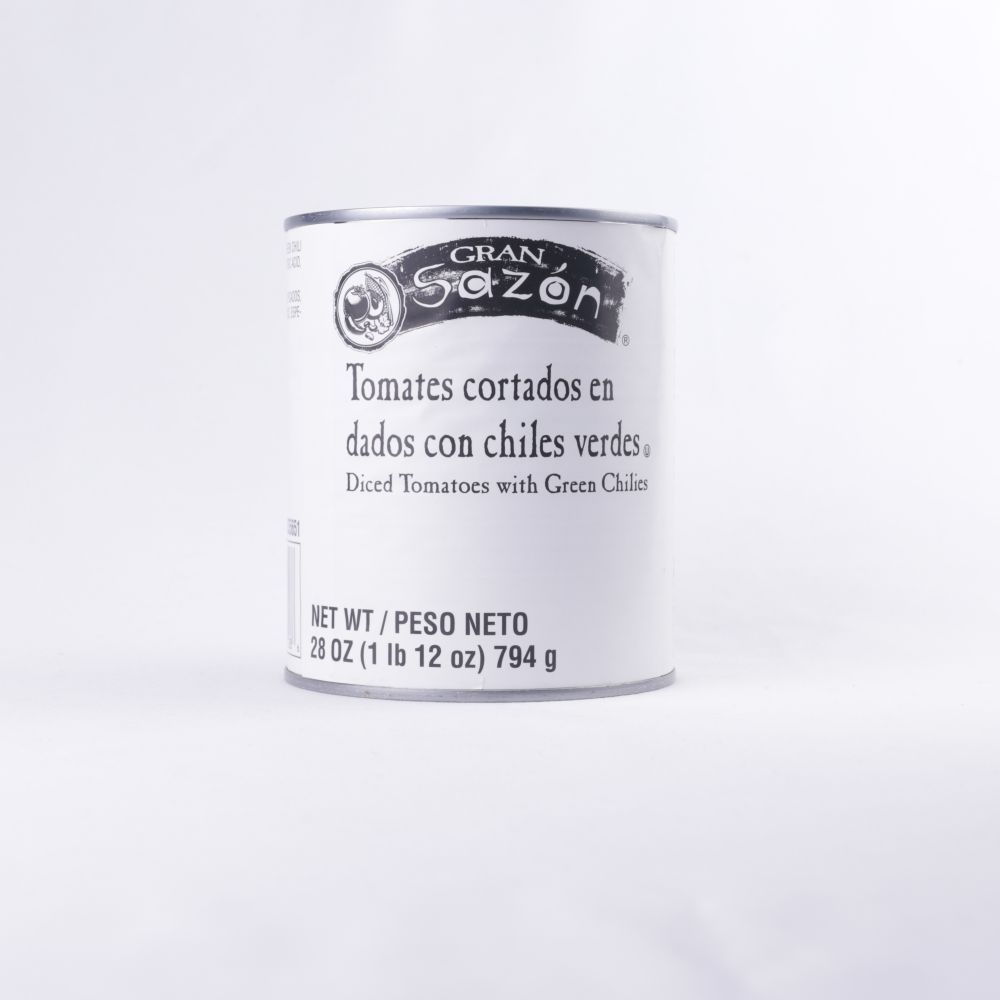 GRAN
Sazón ®
Tomates cortados en
dados con chiles verdes Ⓤ
Diced Tomatoes with Green Chilies
NET WT / PESO NETO
28 OZ (1 lb 12 oz) 794 g